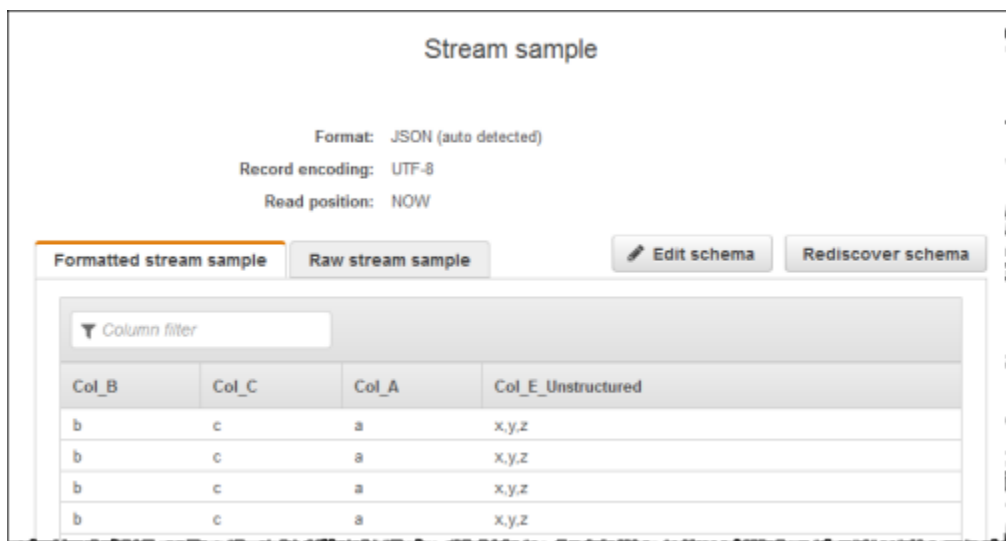 Stream sample
Format: JSON (auto detected)
Record encoding: UTF-8
Read position: NOW
Formatted stream sample Raw stream sample Edit schema Rediscover schema
Column filter
Col_B Col_C Col_A Col_E_Unstructured
b c a x,y,z
b c a x,y,z
b c a x,y,z
b c a x,y,z